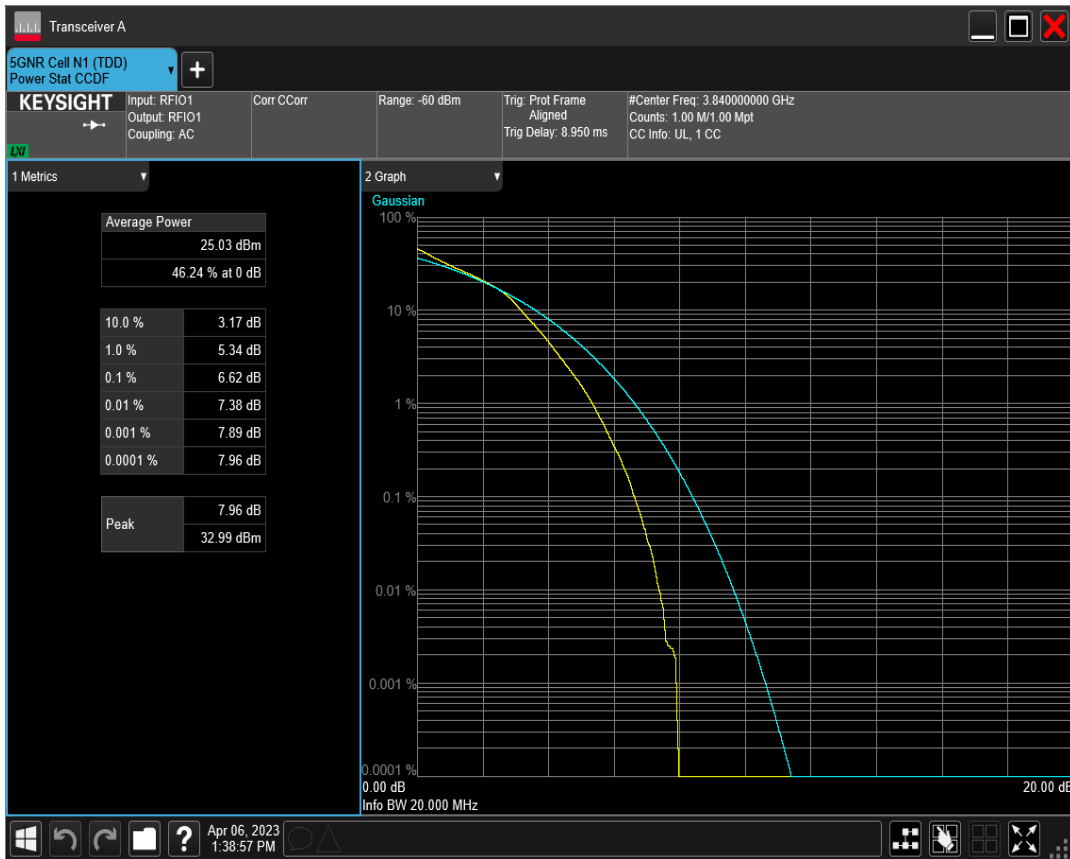 Transceiver A
5GNR Cell N1 (TDD)
Power Stat CCDF
KEYSIGHT
LXI
Input: RFIO1
Output: RFIO1
Coupling: AC
Corr CCorr
Range: -60 dBm
Trig: Prot Frame
Aligned
Trig Delay: 8.950 ms
#Center Freq: 3.840000000 GHz
Counts: 1.00 M/1.00 Mpt
CC Info: UL, 1 CC
1 Metrics
Average Power
25.03 dBm
46.24 % at 0 dB
10.0 % 3.17 dB
1.0 % 5.34 dB
0.1 % 6.62 dB
0.01 % 7.38 dB
0.001 % 7.89 dB
0.0001 % 7.96 dB
Peak
7.96 dB
32.99 dBm
2 Graph
Gaussian
100 %
10 %
1 %
0.1 %
0.01 %
0.001 %
0.0001 %
0.00 dB 20.00 dB
Info BW 20.000 MHz
?
Apr 06, 2023
1:38:57 PM